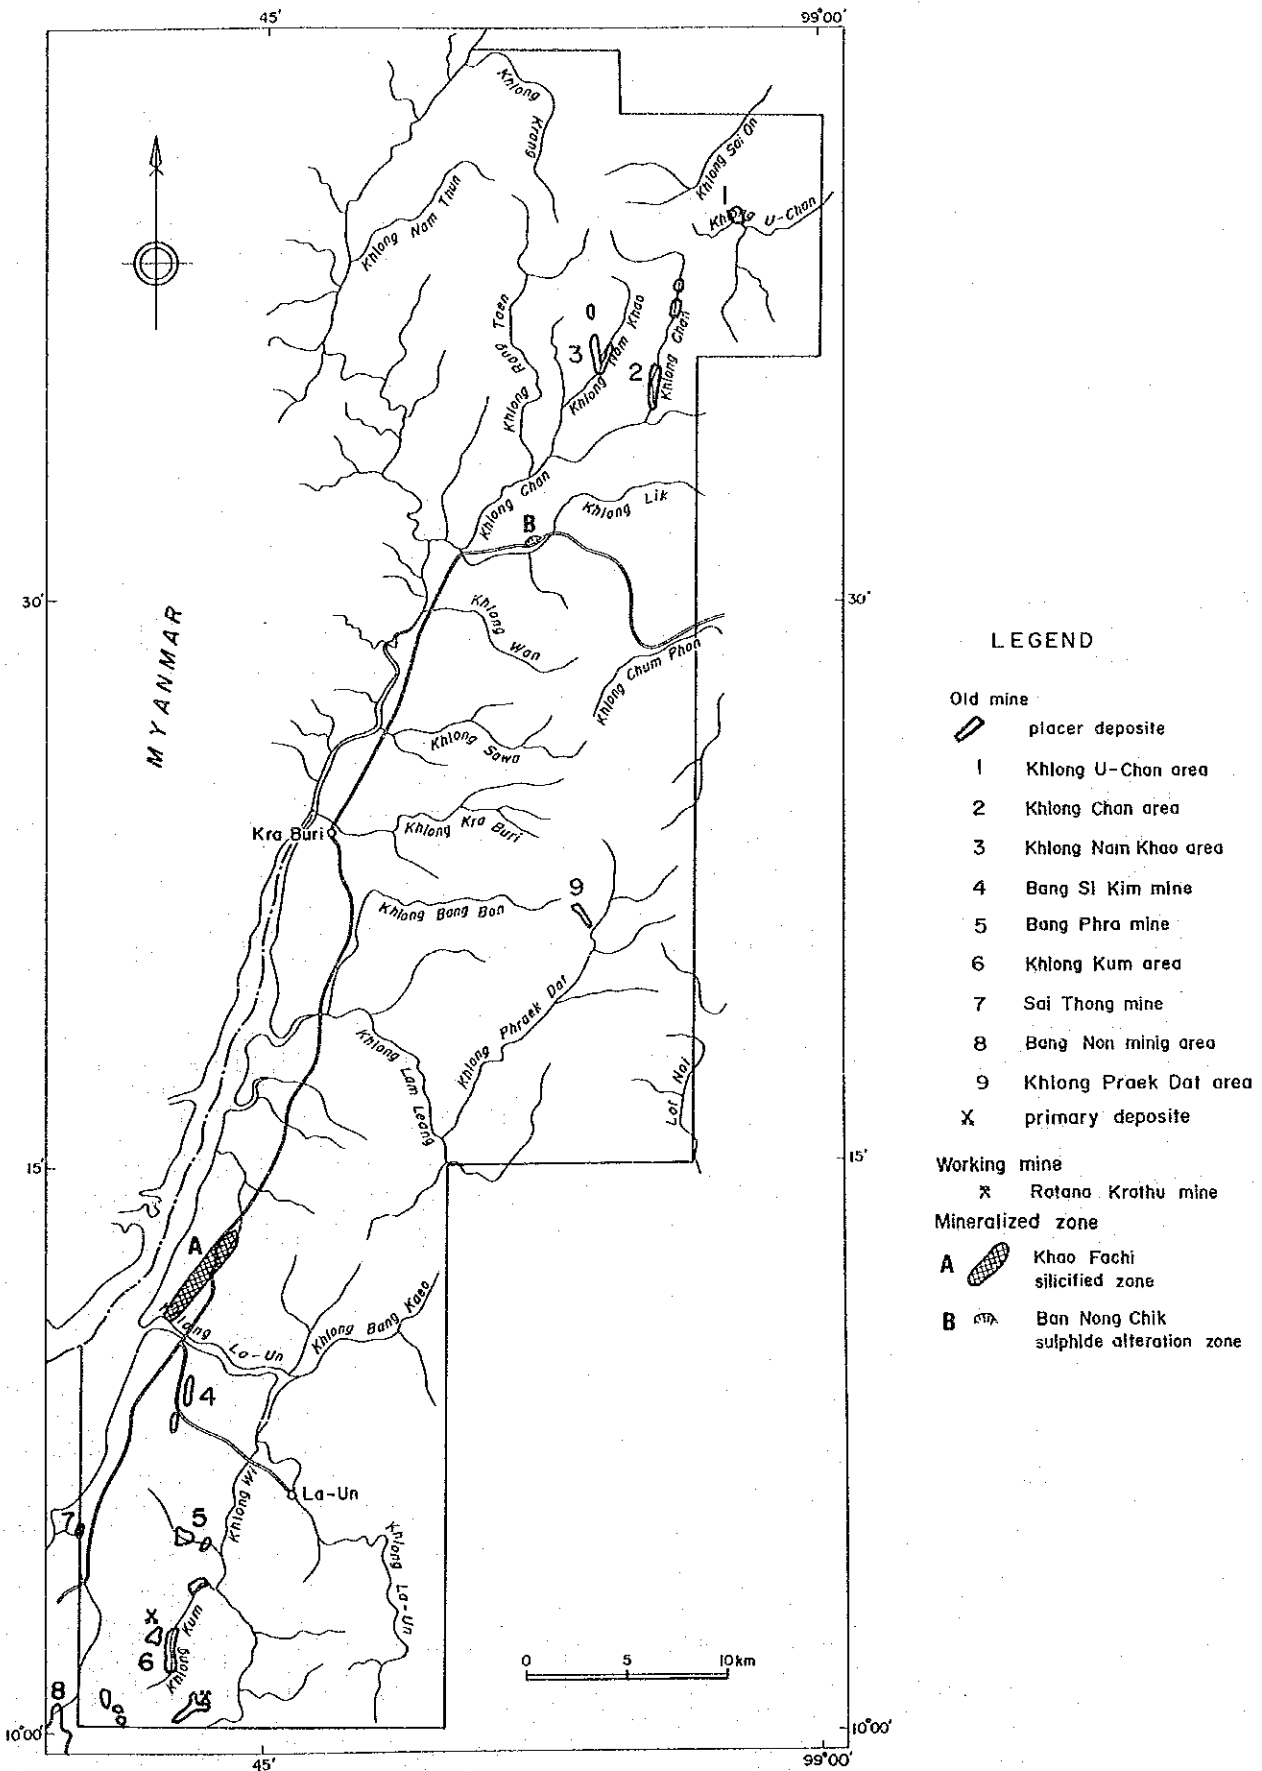 45'
99°00'
Khlong
Krang
Khlong Sai On
Khlong Nam Thun
1
Khlong U-Chan
Khlong Rang Taen
3
Khlong Nam Khao
2
Khlong Chan
Khlong Chan
B
Khlong Lik
30'
30'
MYANMAR
Khlong
Wan
Khlong Chum Phon
Khlong Sawa
Kra Buri
Khlong Kra Buri
9
Khlong Bang Bon
Khlong Phraek Dat
Khlong
Lam Leang
Lat Nai
15'
15'
A
Khlong
La-Un
Khlong Bang Kaeo
4
La-Un
Khlong Wi
7
5
Khlong La-Un
6
Khlong Kum
8
0
5
10 km
10°00'
10°00'
45'
99°00'
LEGEND
Old mine
placer deposite
1 Khlong U-Chan area
2 Khlong Chan area
3 Khlong Nam Khao area
4 Bang Si Kim mine
5 Bang Phra mine
6 Khlong Kum area
7 Sai Thong mine
8 Bang Non minig area
9 Khlong Praek Dat area
primary deposite
Working mine
Ratana Krathu mine
Mineralized zone
A Khao Fachi
silicified zone
B Ban Nong Chik
sulphide alteration zone